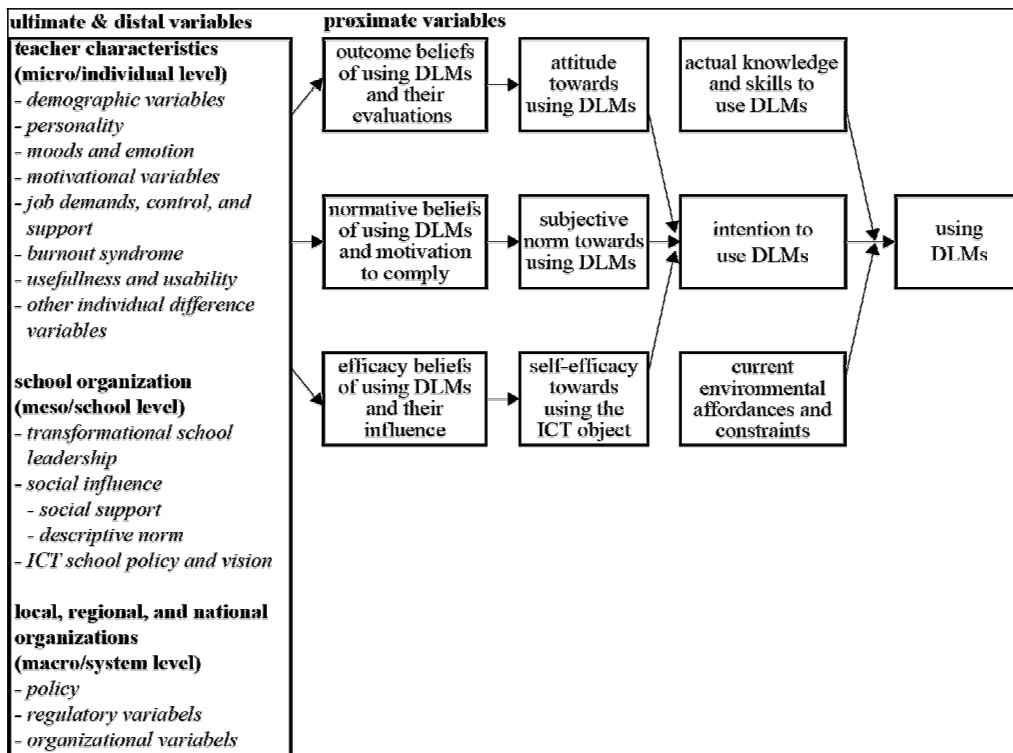 ultimate & distal variables
teacher characteristics
(micro/individual level)
- demographic variables
- personality
- moods and emotion
- motivational variables
- job demands, control, and
support
- burnout syndrome
- usefullness and usability
- other individual difference
variables
school organization
(meso/school level)
- transformational school
leadership
- social influence
- social support
- descriptive norm
- ICT school policy and vision
local, regional, and national
organizations
(macro/system level)
- policy
- regulatory variabels
- organizational variabels
proximate variables
outcome beliefs
of using DLMs
and their
evaluations
attitude
towards
using DLMs
actual knowledge
and skills to
use DLMs
normative beliefs
of using DLMs
and motivation
to comply
subjective
norm towards
using DLMs
intention to
use DLMs
using
DLMs
efficacy beliefs
of using DLMs
and their
influence
self-efficacy
towards
using the
ICT object
current
environmental
affordances and
constraints